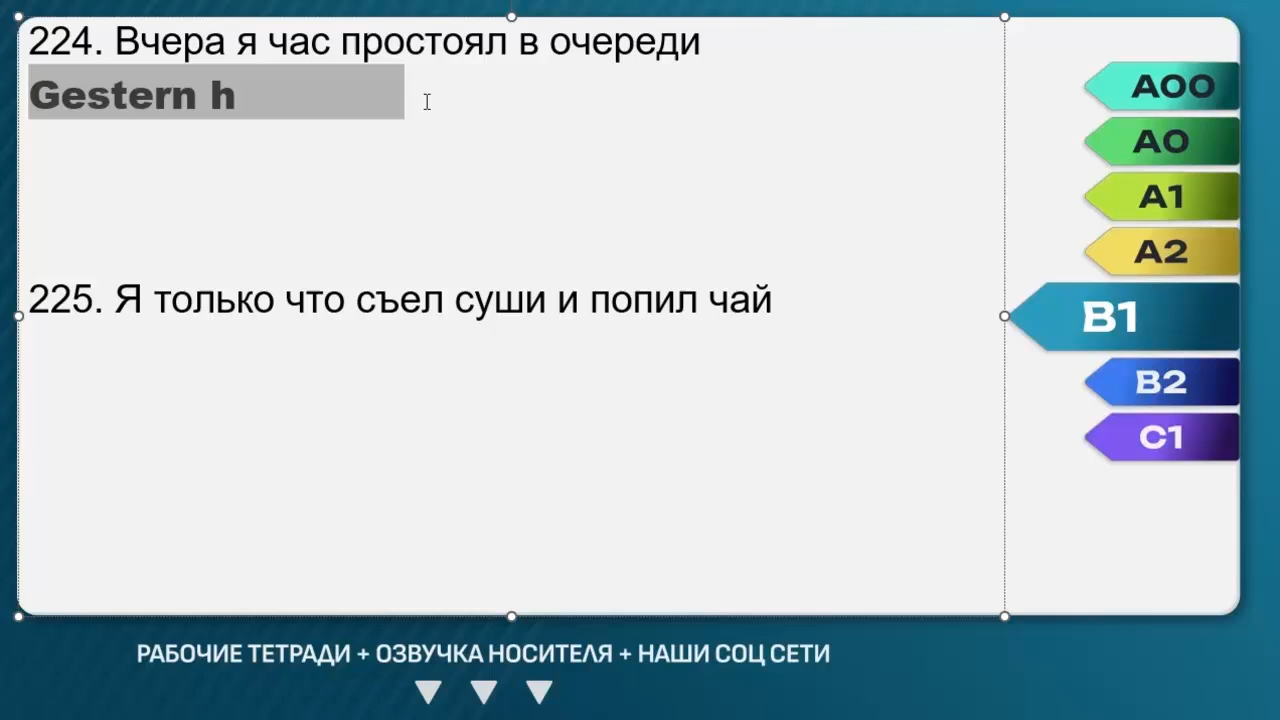 224. Вчера я час простоял в очереди
Gestern h
225. Я только что съел суши и попил чай
A00
A0
A1
A2
B1
B2
C1
РАБОЧИЕ ТЕТРАДИ + ОЗВУЧКА НОСИТЕЛЯ + НАШИ СОЦ СЕТИ